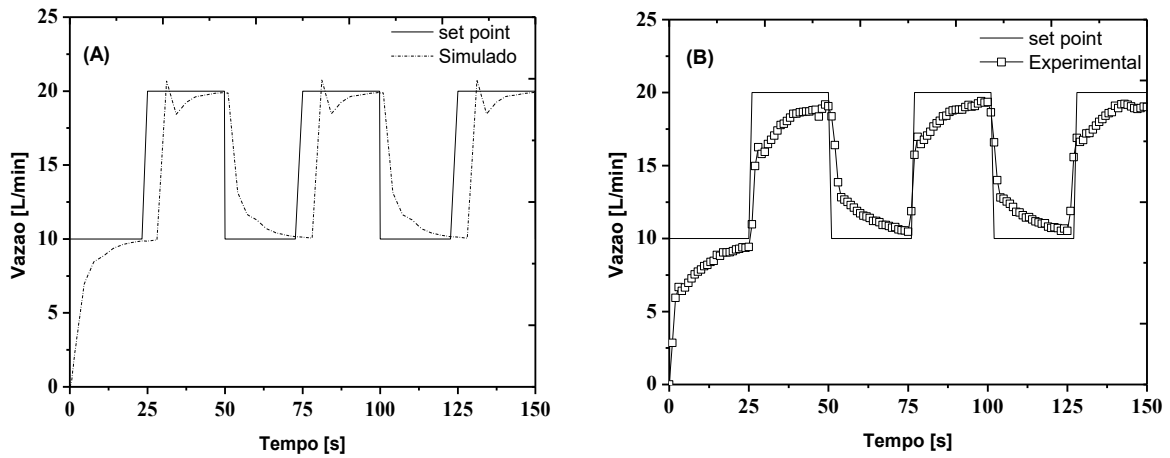 (A)
set point
Simulado
Vazao [L/min]
25
20
15
10
5
0
0 25 50 75 100 125 150
Tempo [s]
(B)
set point
Experimental
Vazao [L/min]
25
20
15
10
5
0
0 25 50 75 100 125 150
Tempo [s]